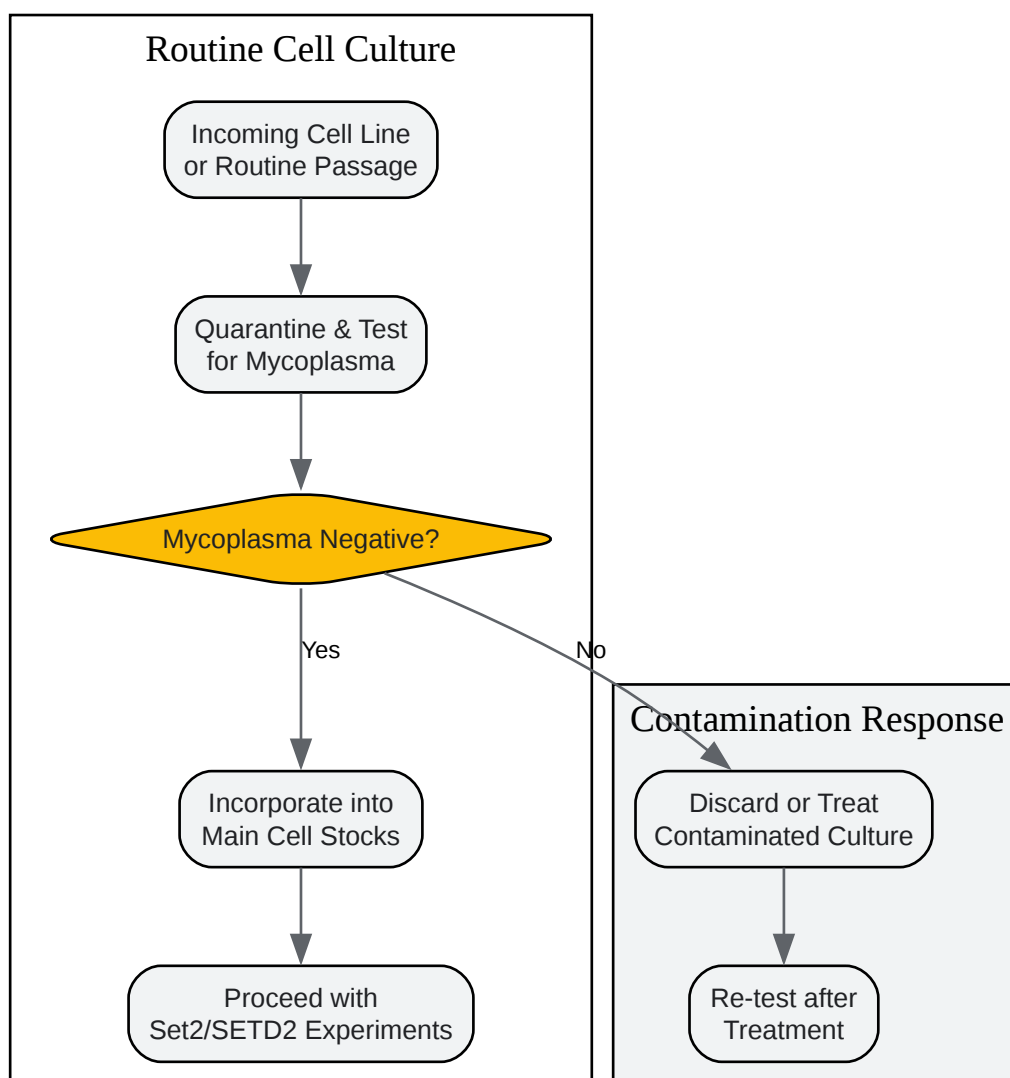 Routine Cell Culture
Incoming Cell Line
or Routine Passage
Quarantine & Test
for Mycoplasma
Mycoplasma Negative?
Yes
No
Contamination Response
Incorporate into
Main Cell Stocks
Discard or Treat
Contaminated Culture
Proceed with
Set2/SETD2 Experiments
Re-test after
Treatment